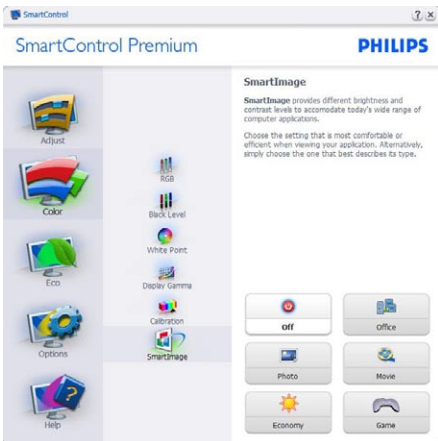 SmartControl
SmartControl Premium
PHILIPS
Adjust
Color
Eco
Options
Help
RGB
Black Level
White Point
Display Gamma
Calibration
SmartImage
SmartImage
SmartImage provides different brightness and
contrast levels to accomodate today's wide range of
computer applications.
Choose the setting that is most comfortable or
efficient when viewing your application. Alternatively,
simply choose the one that best describes its type.
Off
Office
Photo
Movie
Economy
Game